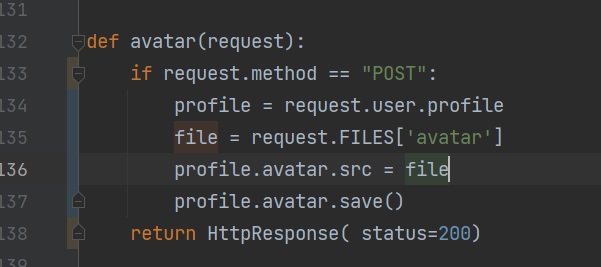 131
132 def avatar(request):
133 if request.method == "POST":
134 profile = request.user.profile
135 file = request.FILES['avatar']
136 profile.avatar.src = file
137 profile.avatar.save()
138 return HttpResponse( status=200)
139